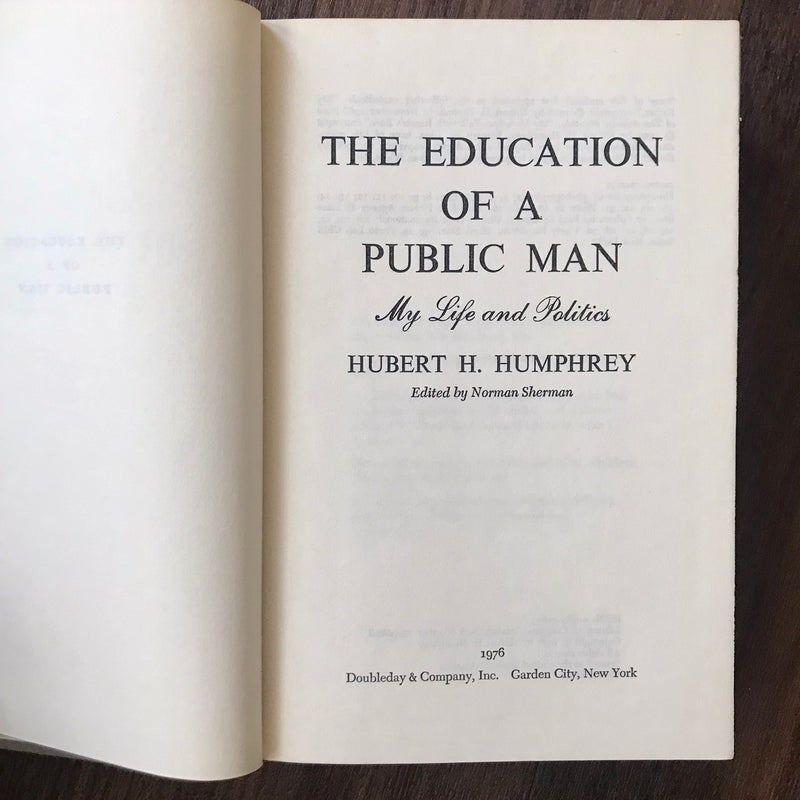 THE EDUCATION
OF A
PUBLIC MAN
My Life and Politics
HUBERT H. HUMPHREY
Edited by Norman Sherman
1976
Doubleday & Company, Inc. Garden City, New York